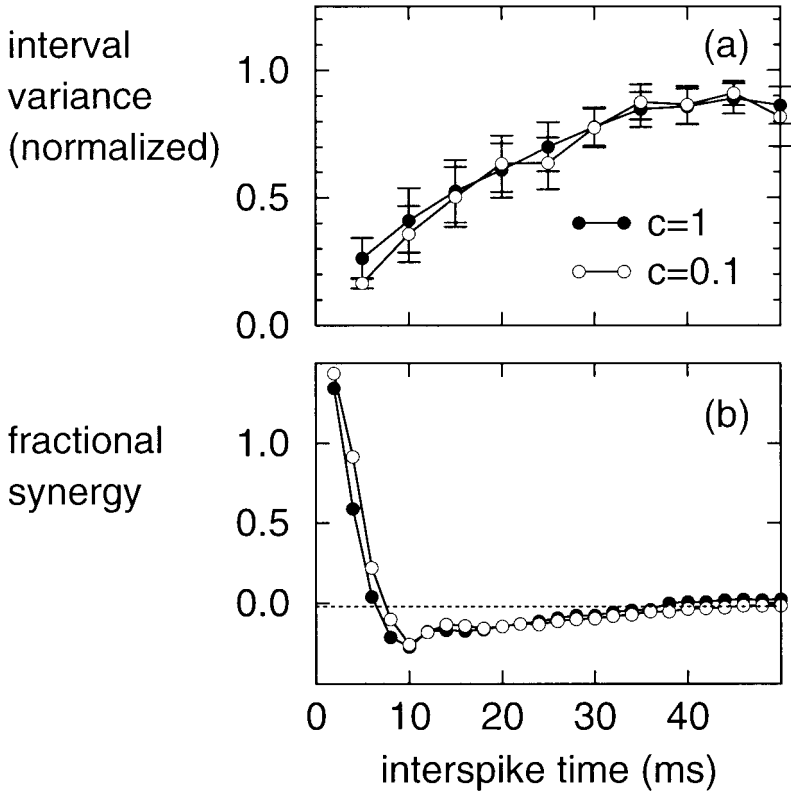 interval
variance
(normalized)
(a)
1.0
0.5
0.0
c=1
c=0.1
fractional
synergy
(b)
1.0
0.5
0.0
0 10 20 30 40
interspike time (ms)